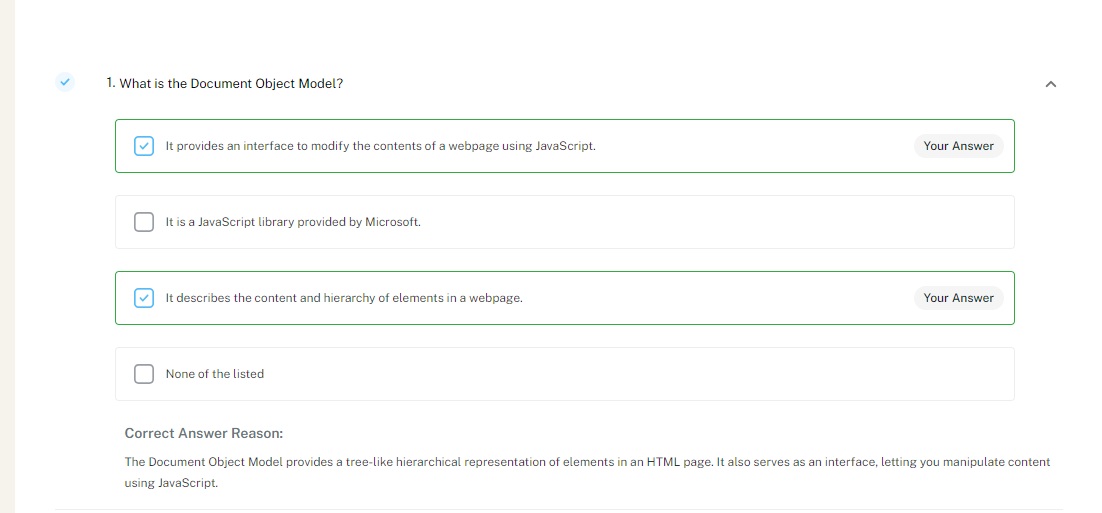 1. What is the Document Object Model?
It provides an interface to modify the contents of a webpage using JavaScript.
Your Answer
It is a JavaScript library provided by Microsoft.
It describes the content and hierarchy of elements in a webpage.
Your Answer
None of the listed
Correct Answer Reason:
The Document Object Model provides a tree-like hierarchical representation of elements in an HTML page. It also serves as an interface, letting you manipulate content
using JavaScript.